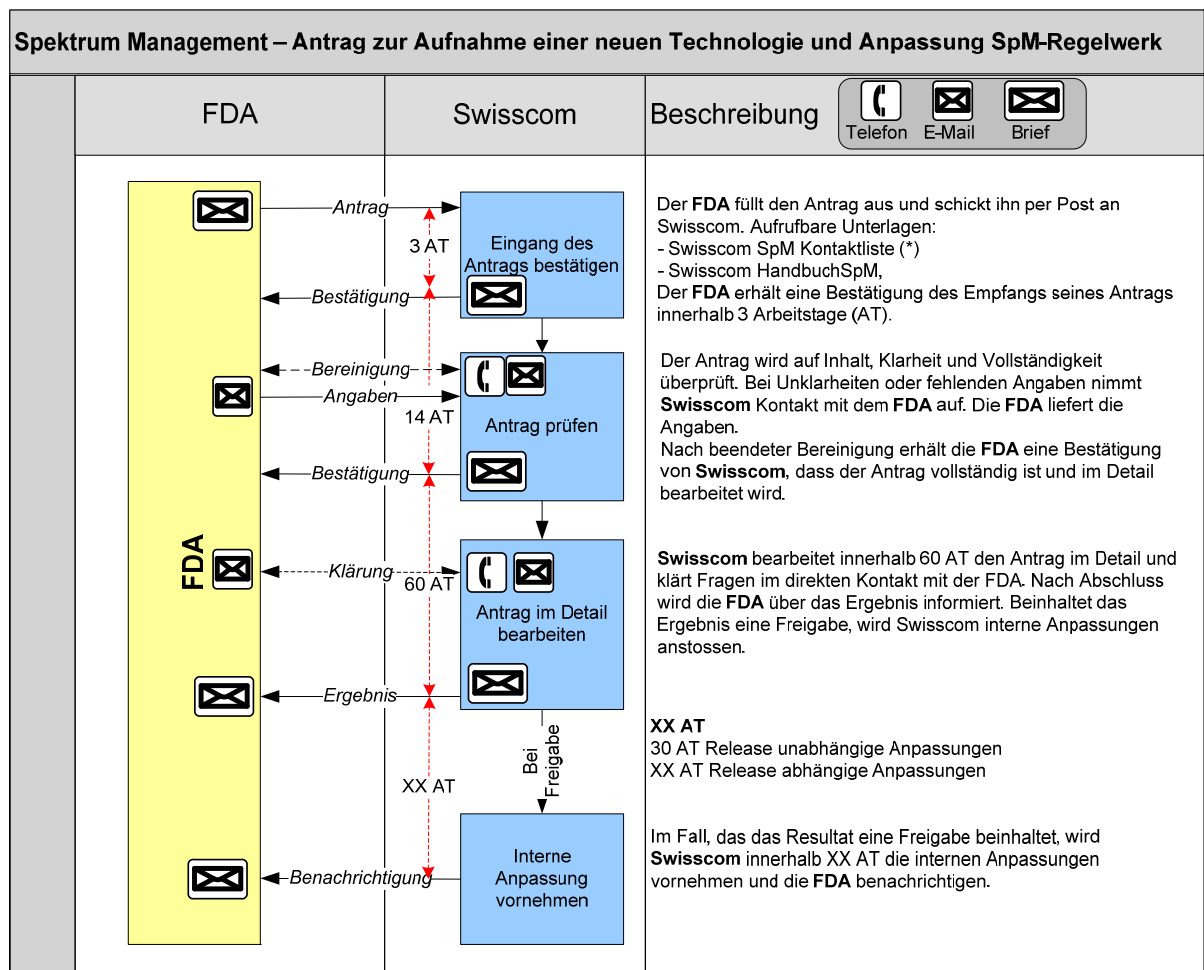 Spektrum Management – Antrag zur Aufnahme einer neuen Technologie und Anpassung SpM-Regelwerk
FDA
Swisscom
Beschreibung
Telefon
E-Mail
Brief
FDA
Antrag
3 AT
Bestätigung
Eingang des
Antrags bestätigen
Der FDA füllt den Antrag aus und schickt ihn per Post an
Swisscom. Aufrufbare Unterlagen:
- Swisscom SpM Kontaktliste (*)
- Swisscom HandbuchSpM,
Der FDA erhält eine Bestätigung des Empfangs seines Antrags
innerhalb 3 Arbeitstage (AT).
Bereinigung
Angaben
14 AT
Bestätigung
Antrag prüfen
Der Antrag wird auf Inhalt, Klarheit und Vollständigkeit
überprüft. Bei Unklarheiten oder fehlenden Angaben nimmt
Swisscom Kontakt mit dem FDA auf. Die FDA liefert die
Angaben.
Nach beendeter Bereinigung erhält die FDA eine Bestätigung
von Swisscom, dass der Antrag vollständig ist und im Detail
bearbeitet wird.
Klärung
60 AT
Ergebnis
Antrag im Detail
bearbeiten
Swisscom bearbeitet innerhalb 60 AT den Antrag im Detail und
klärt Fragen im direkten Kontakt mit der FDA. Nach Abschluss
wird die FDA über das Ergebnis informiert. Beinhaltet das
Ergebnis eine Freigabe, wird Swisscom interne Anpassungen
anstossen.
Bei
Freigabe
XX AT
XX AT
30 AT Release unabhängige Anpassungen
XX AT Release abhängige Anpassungen
Benachrichtigung
Interne
Anpassung
vornehmen
Im Fall, das das Resultat eine Freigabe beinhaltet, wird
Swisscom innerhalb XX AT die internen Anpassungen
vornehmen und die FDA benachrichtigen.